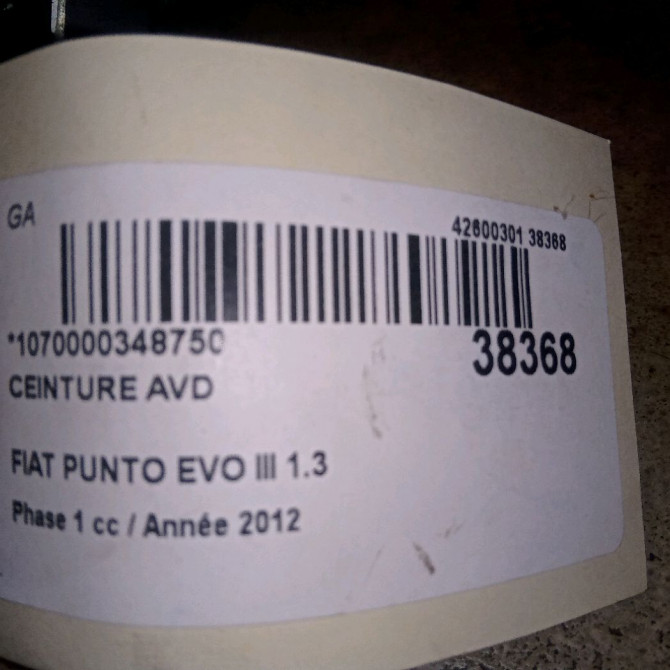 GA
42600301 38368
*1070000348750
38368
CEINTURE AVD
FIAT PUNTO EVO III 1.3
Phase 1 cc / Année 2012